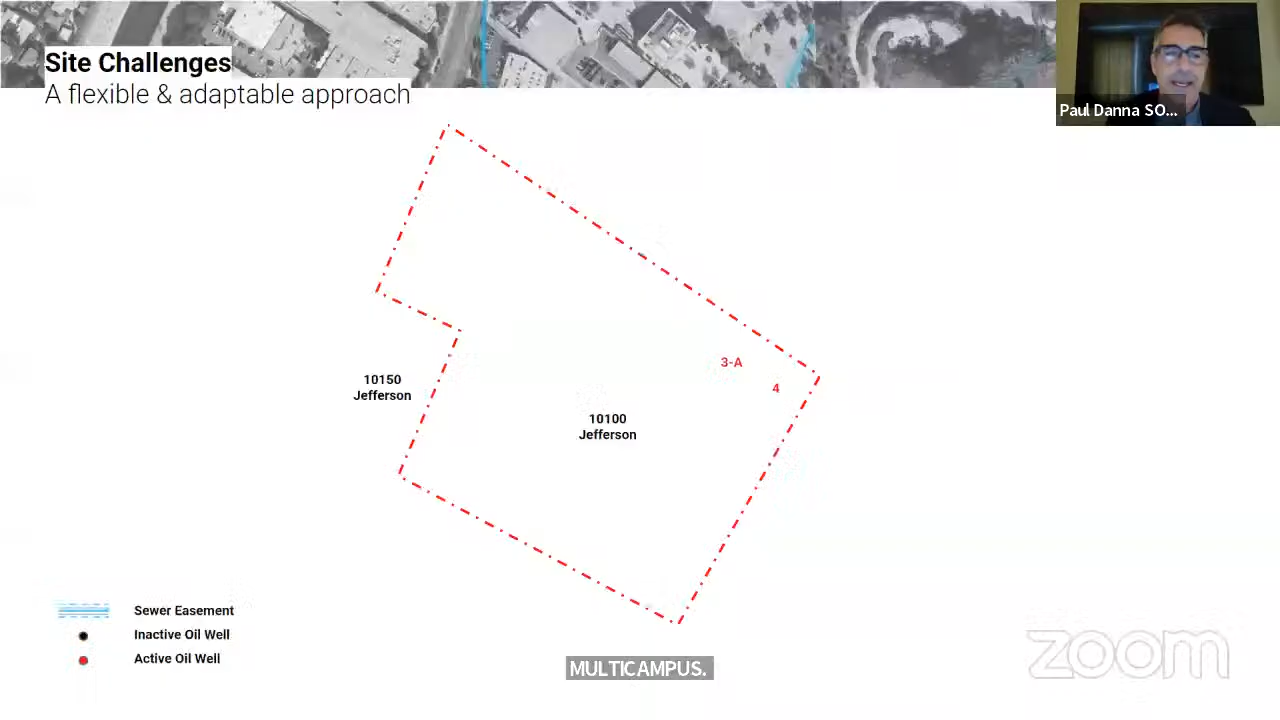 Site Challenges
A flexible & adaptable approach
Paul Danna SO...
3-A
4
10150
Jefferson
10100
Jefferson
Sewer Easement
Inactive Oil Well
Active Oil Well
MULTICAMPUS.
zoom